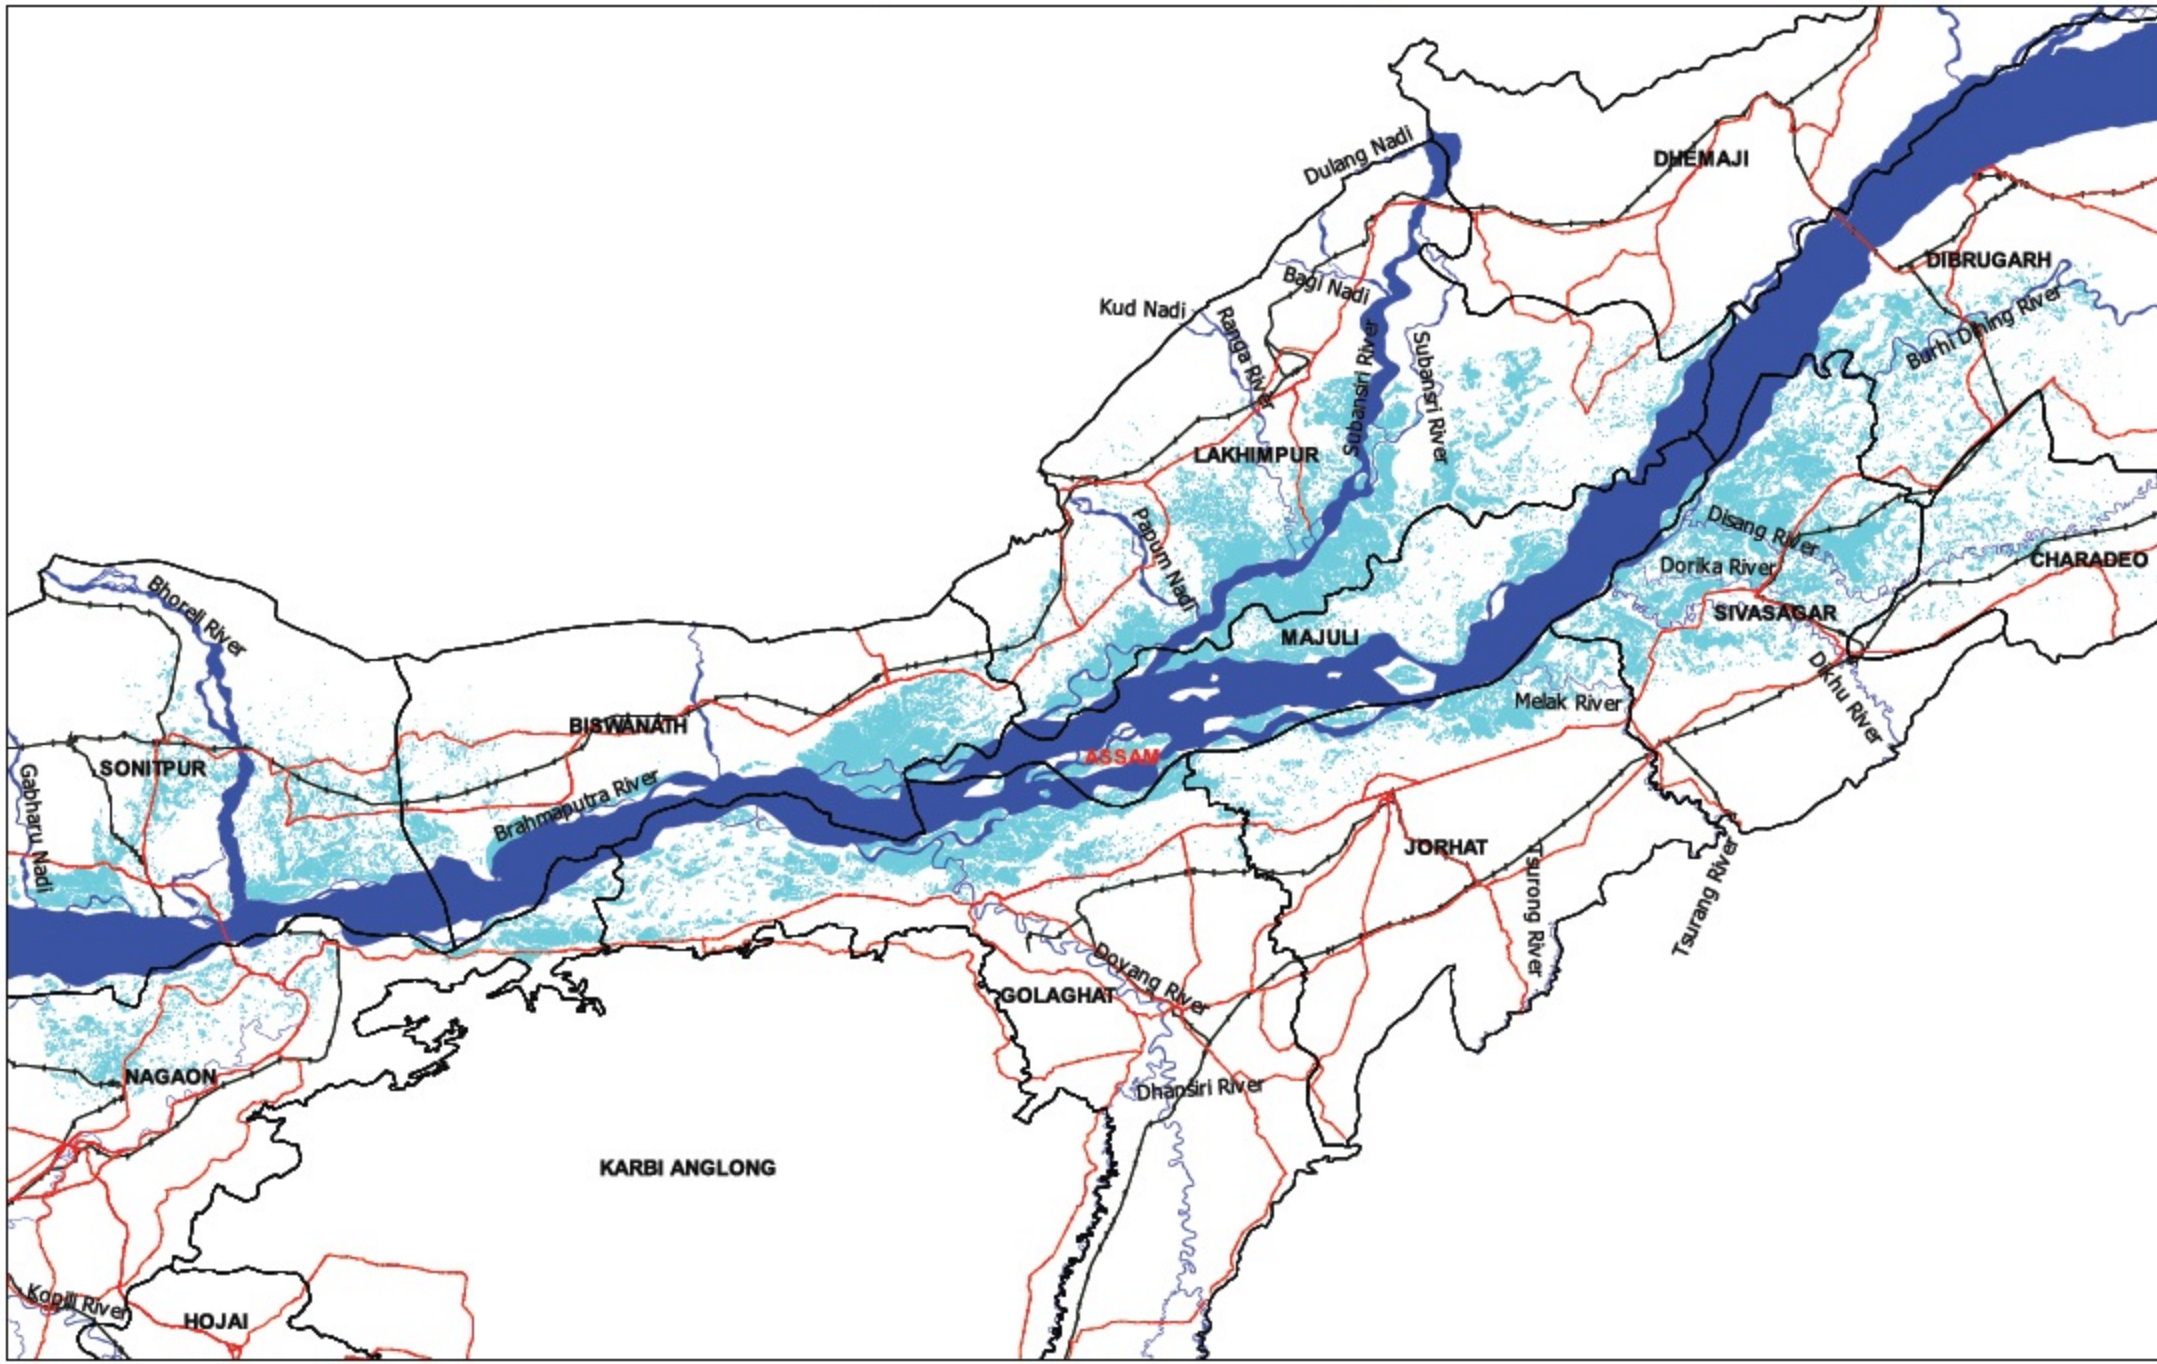 Dulang Nadi
DHEMAJI
DIBRUGARH
Bagi Nadi
Kud Nadi
Ranga River
Subansiri River
Subansri River
Burhi Dihing River
LAKHIMPUR
Papum Nadi
Disang River
Dorika River
CHARADEO
SIVASAGAR
Bhoreli River
MAJULI
Dikhu River
Melak River
BISWANATH
ASSAM
SONITPUR
Gabharu Nadi
Brahmaputra River
JORHAT
Tsurong River
Tsurang River
Doyang River
GOLAGHAT
NAGAON
Dhansiri River
KARBI ANGLONG
Kopili River
HOJAI